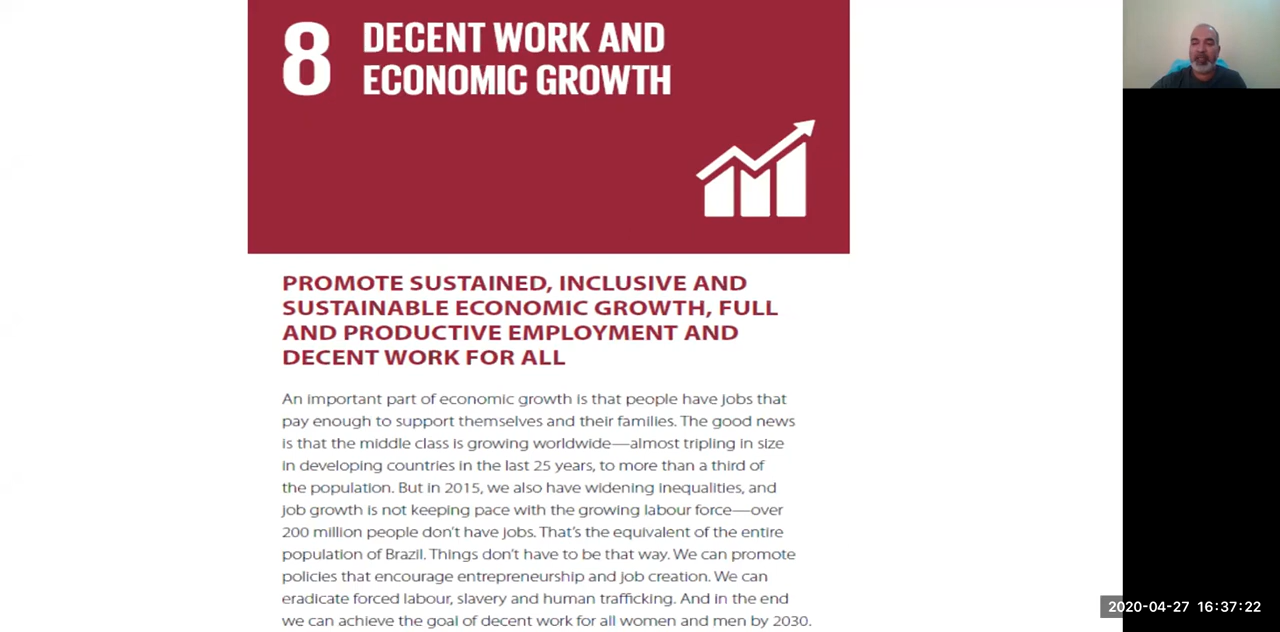 8
DECENT WORK AND
ECONOMIC GROWTH
PROMOTE SUSTAINED, INCLUSIVE AND
SUSTAINABLE ECONOMIC GROWTH, FULL
AND PRODUCTIVE EMPLOYMENT AND
DECENT WORK FOR ALL
An important part of economic growth is that people have jobs that
pay enough to support themselves and their families. The good news
is that the middle class is growing worldwide—almost tripling in size
in developing countries in the last 25 years, to more than a third of
the population. But in 2015, we also have widening inequalities, and
job growth is not keeping pace with the growing labour force—over
200 million people don't have jobs. That's the equivalent of the entire
population of Brazil. Things don't have to be that way. We can promote
policies that encourage entrepreneurship and job creation. We can
eradicate forced labour, slavery and human trafficking. And in the end
we can achieve the goal of decent work for all women and men by 2030.
2020-04-27 16:37:22